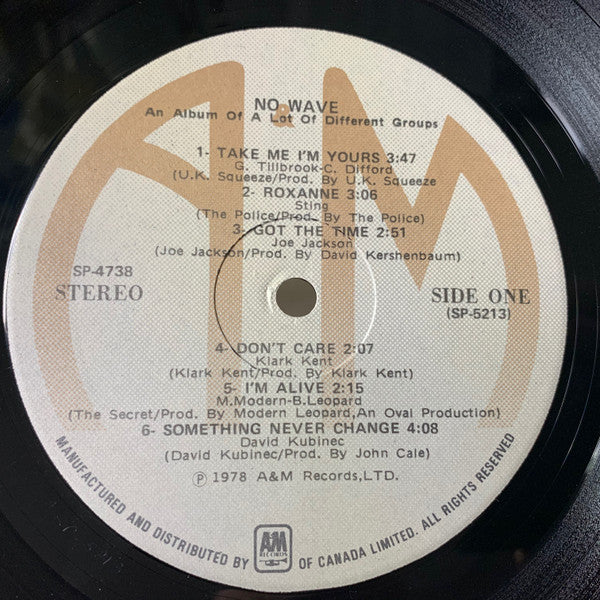 A&M
NO WAVE
An Album Of A Lot Of Different Groups
1- TAKE ME I'M YOURS 3:47
G. Tillbrook-C. Difford
(U.K. Squeeze/Prod. By U.K. Squeeze
2- ROXANNE 3:06
Sting
(The Police/Prod. By The Police)
3- GOT THE TIME 2:51
Joe Jackson
(Joe Jackson/Prod. By David Kershenbaum)
SP-4738
STEREO
SIDE ONE
(SP-5213)
4- DON'T CARE 2:07
Klark Kent
(Klark Kent/Prod. By Klark Kent)
5- I'M ALIVE 2:15
M.Modern-B.Leopard
(The Secret/Prod. By Modern Leopard,An Oval Production)
6- SOMETHING NEVER CHANGE 4:08
David Kubinec
(David Kubinec/Prod. By John Cale)
Ⓟ 1978 A&M Records,LTD.
MANUFACTURED AND DISTRIBUTED BY A&M RECORDS OF CANADA LIMITED. ALL RIGHTS RESERVED